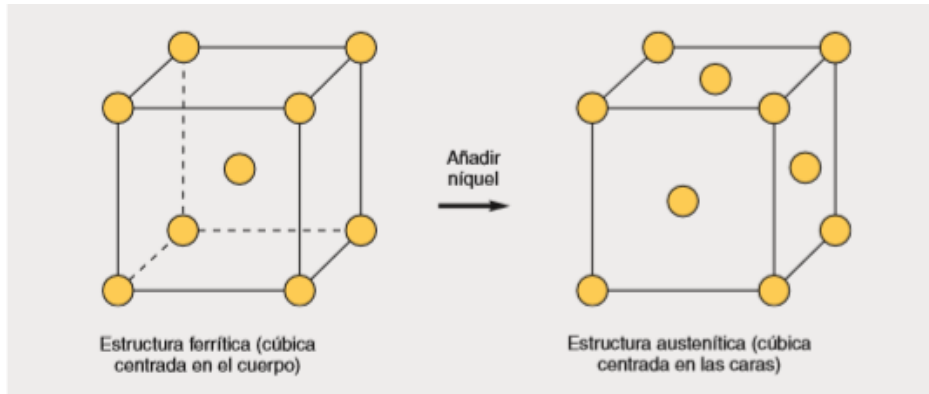 Añadir
níquel
Estructura ferrítica (cúbica
centrada en el cuerpo)
Estructura austenítica (cúbica
centrada en las caras)